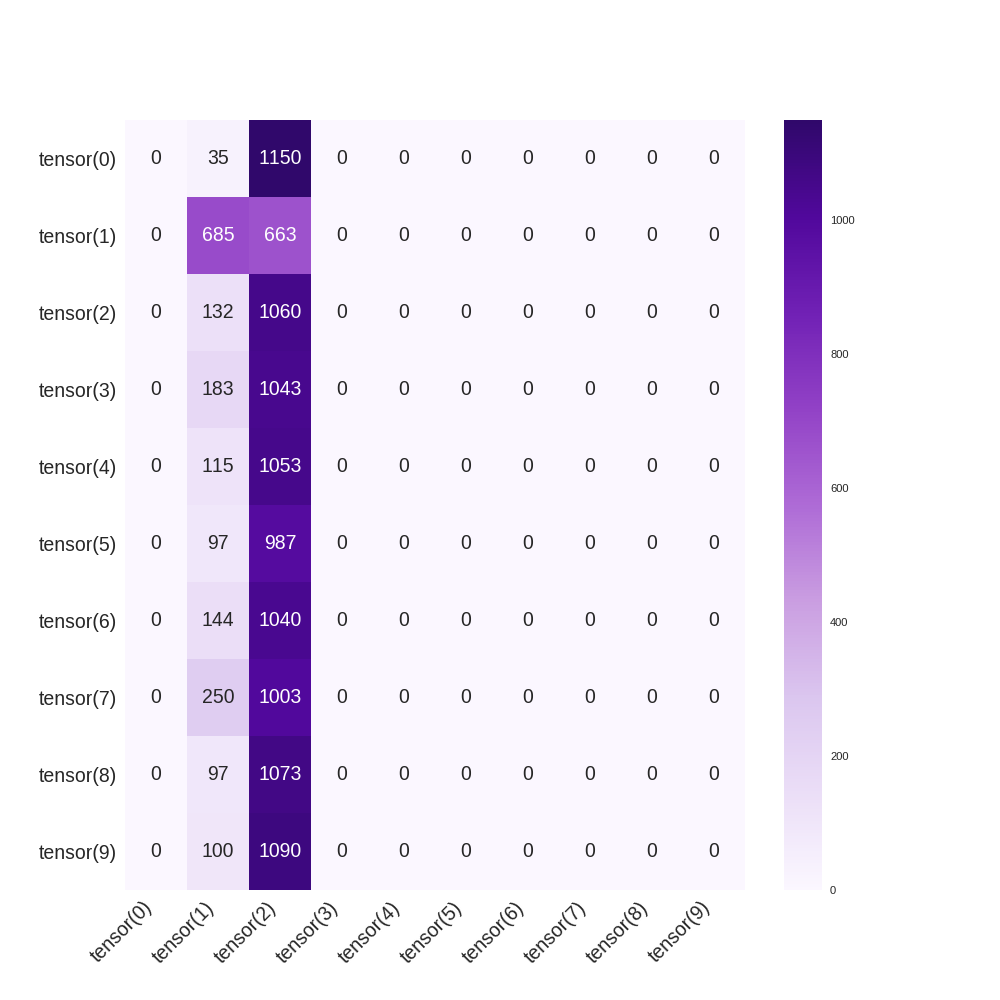 tensor(0) 0 35 1150 0 0 0 0 0 0 0
tensor(1) 0 685 663 0 0 0 0 0 0 0
tensor(2) 0 132 1060 0 0 0 0 0 0 0
tensor(3) 0 183 1043 0 0 0 0 0 0 0
tensor(4) 0 115 1053 0 0 0 0 0 0 0
tensor(5) 0 97 987 0 0 0 0 0 0 0
tensor(6) 0 144 1040 0 0 0 0 0 0 0
tensor(7) 0 250 1003 0 0 0 0 0 0 0
tensor(8) 0 97 1073 0 0 0 0 0 0 0
tensor(9) 0 100 1090 0 0 0 0 0 0 0
tensor(0) tensor(1) tensor(2) tensor(3) tensor(4) tensor(5) tensor(6) tensor(7) tensor(8) tensor(9)
1000
800
600
400
200
0